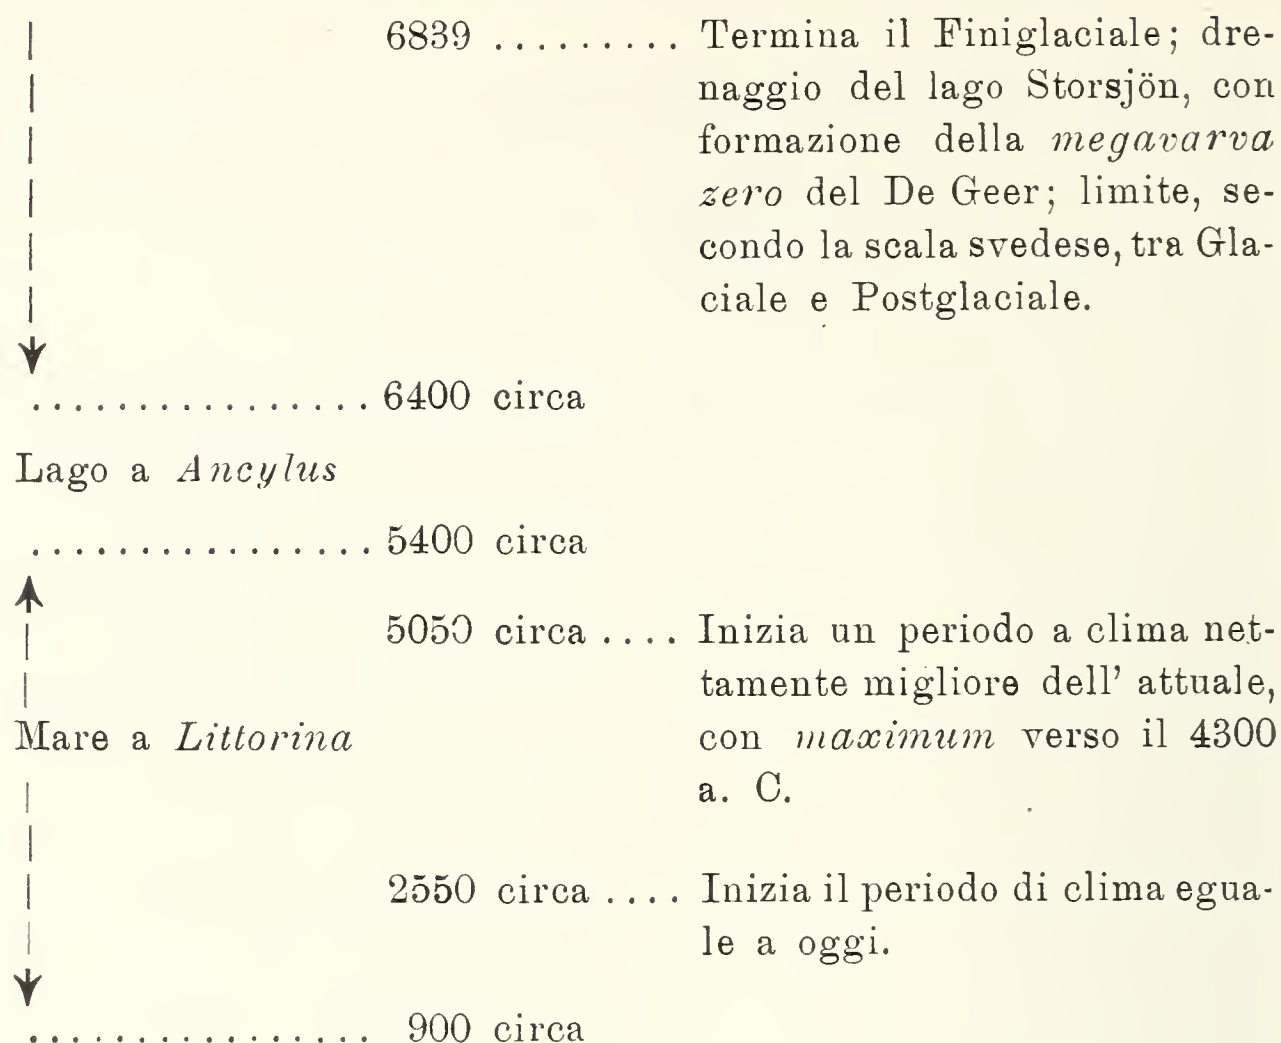 6839 ......... Termina il Finiglaciale; dre-
naggio del lago Storsjön, con
formazione della megavarva
zero del De Geer; limite, se-
condo la scala svedese, tra Gla-
ciale e Postglaciale.
................ 6400 circa
Lago a Ancylus
................ 5400 circa
5050 circa .... Inizia un periodo a clima net-
tamente migliore dell' attuale,
Mare a Littorina con maximum verso il 4300
a. C.
2550 circa .... Inizia il periodo di clima egua-
le a oggi.
................ 900 circa